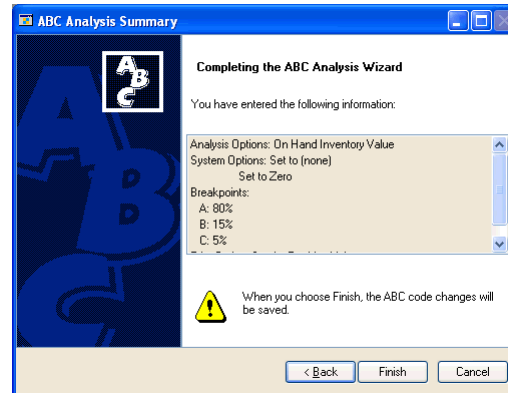 ABC Analysis Summary
ABC
Completing the ABC Analysis Wizard
You have entered the following information:
Analysis Options: On Hand Inventory Value
System Options: Set to (none)
Set to Zero
Breakpoints:
A: 80%
B: 15%
C: 5%
When you choose Finish, the ABC code changes will
be saved.
< Back
Finish
Cancel
ABC